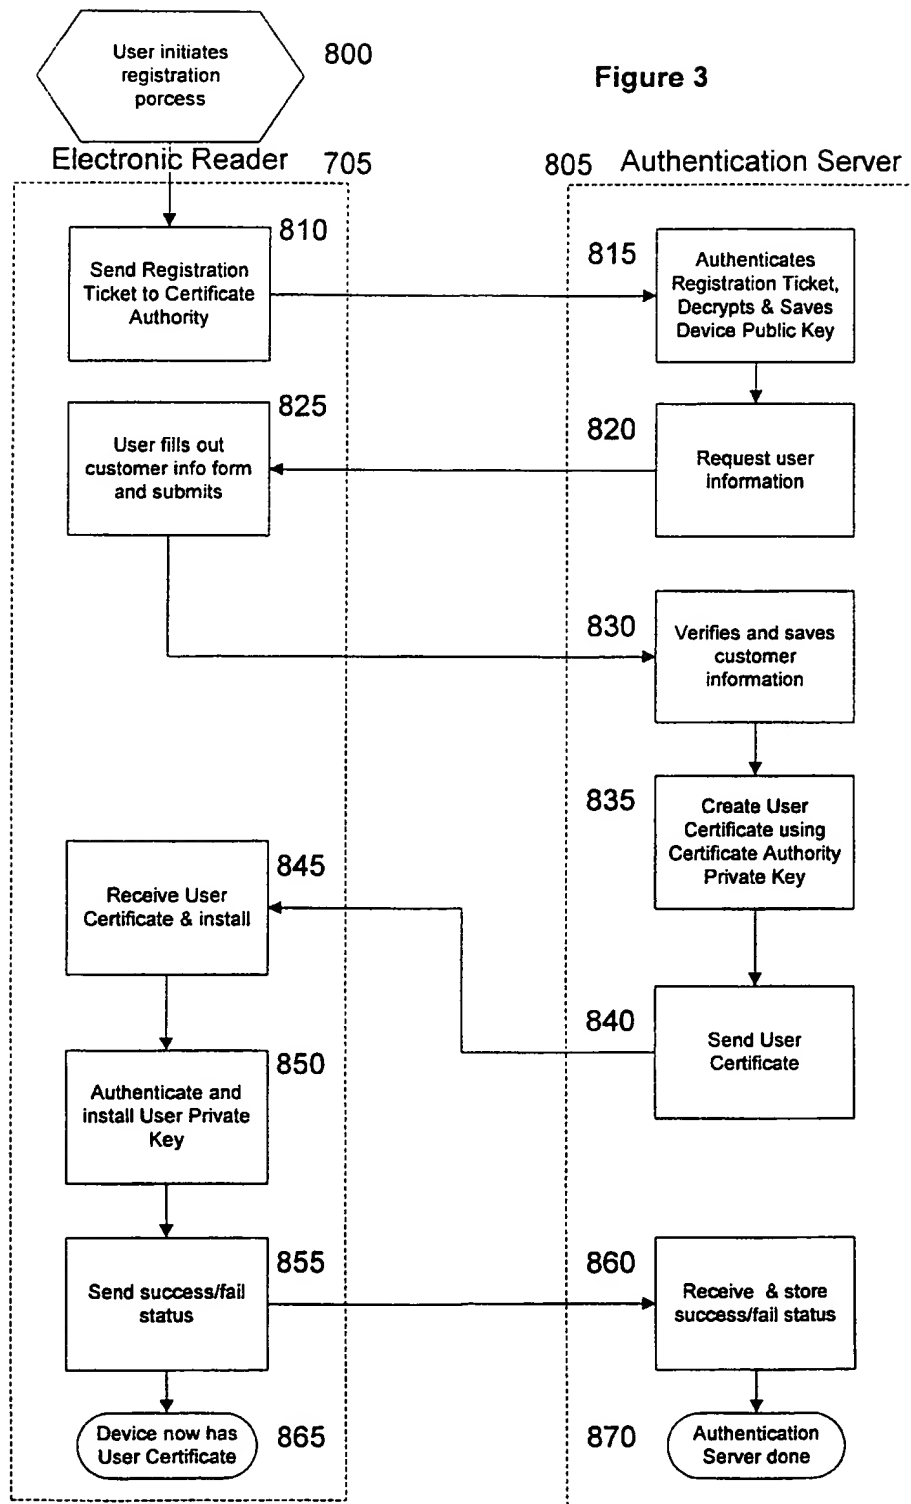 User initiates
registration
porcess
800
Figure 3
Electronic Reader
705
805
Authentication Server
810
Send Registration
Ticket to Certificate
Authority
815
Authenticates
Registration Ticket,
Decrypts & Saves
Device Public Key
825
User fills out
customer info form
and submits
820
Request user
information
830
Verifies and saves
customer
information
835
Create User
Certificate using
Certificate Authority
Private Key
845
Receive User
Certificate & install
840
Send User
Certificate
850
Authenticate and
install User Private
Key
855
Send success/fail
status
860
Receive & store
success/fail status
Device now has
User Certificate
865
870
Authentication
Server done